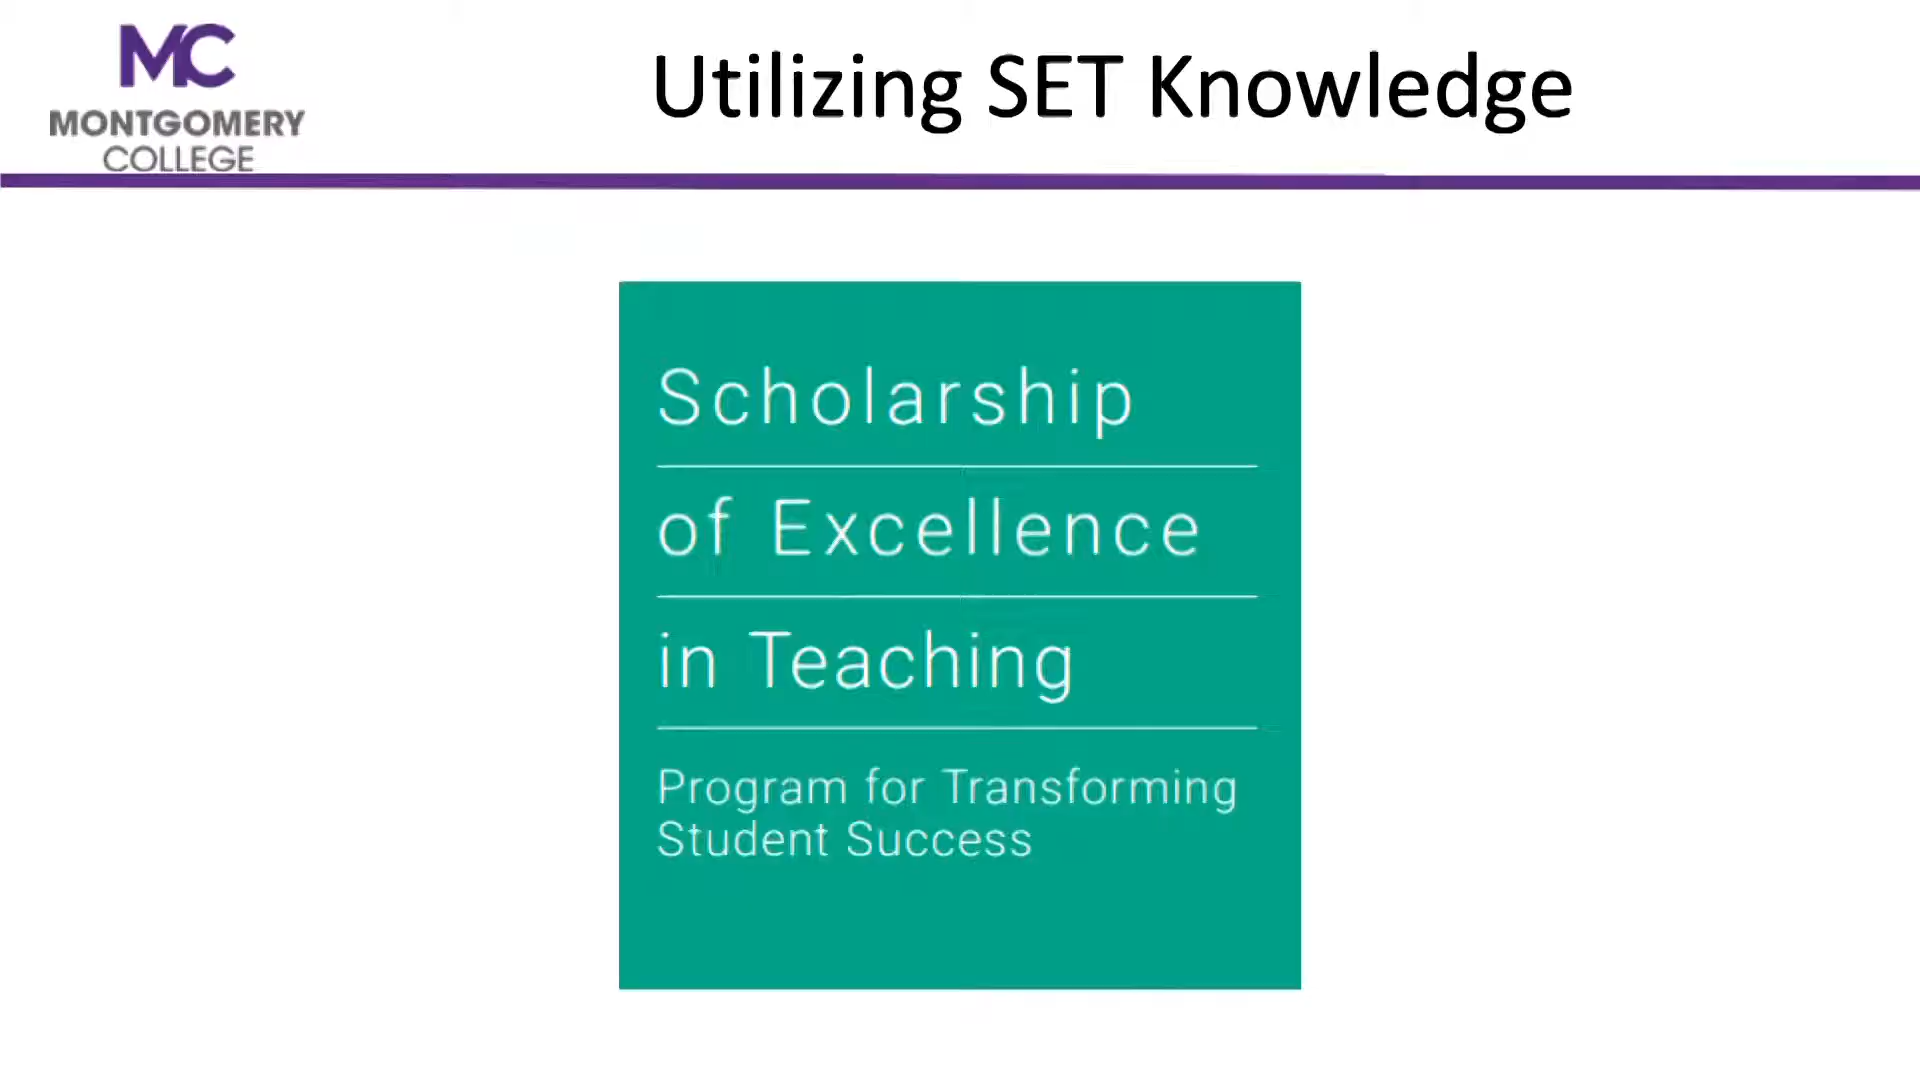 MC
MONTGOMERY
COLLEGE
Utilizing SET Knowledge
Scholarship
of Excellence
in Teaching
Program for Transforming
Student Success